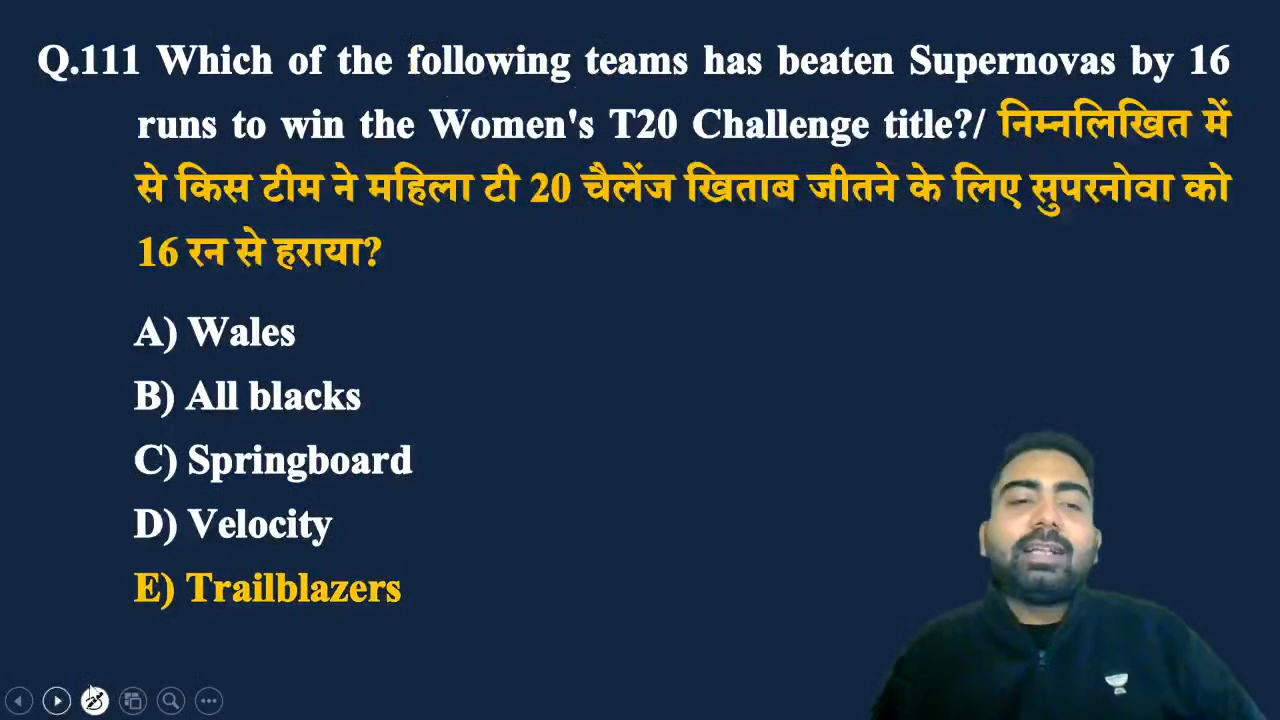 Q.111 Which of the following teams has beaten Supernovas by 16
runs to win the Women's T20 Challenge title?/ निम्नलिखित में
से किस टीम ने महिला टी 20 चैलेंज खिताब जीतने के लिए सुपरनोवा को
16 रन से हराया?
A) Wales
B) All blacks
C) Springboard
D) Velocity
E) Trailblazers